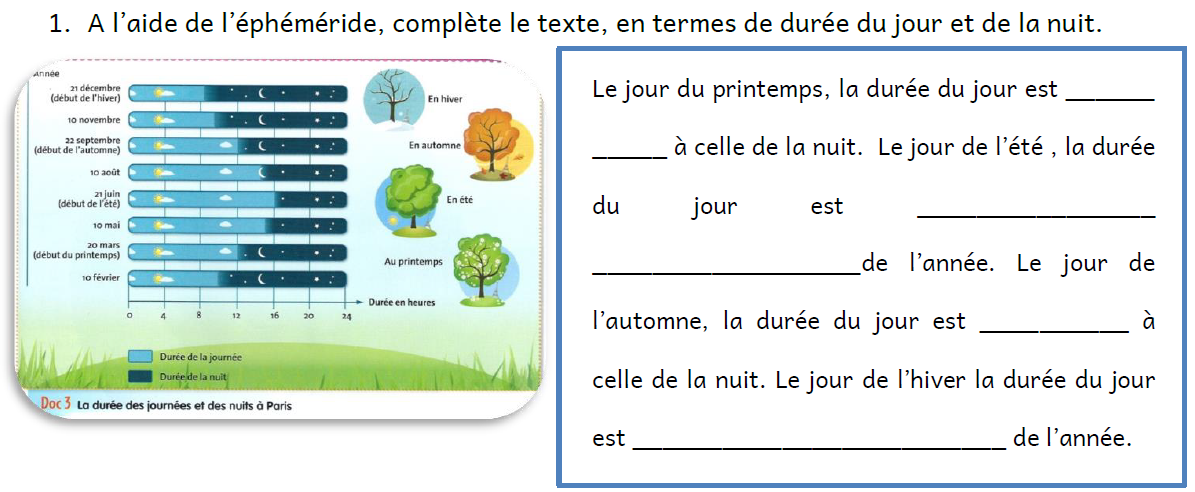 1. A l'aide de l'éphéméride, complète le texte, en termes de durée du jour et de la nuit.
Année
21 décembre
(début de l'hiver)
10 novembre
22 septembre
(début de l'automne)
10 août
21 juin
(début de l'été)
10 mai
20 mars
(début du printemps)
10 février
En hiver
En automne
En été
Au printemps
0 4 8 12 16 20 24
Durée en heures
Durée de la journée
Durée de la nuit
Doc 3 La durée des journées et des nuits à Paris
Le jour du printemps, la durée du jour est ______
_____ à celle de la nuit. Le jour de l'été , la durée
du jour est ________________
__________________de l'année. Le jour de
l'automne, la durée du jour est __________ à
celle de la nuit. Le jour de l'hiver la durée du jour
est _________________________ de l'année.